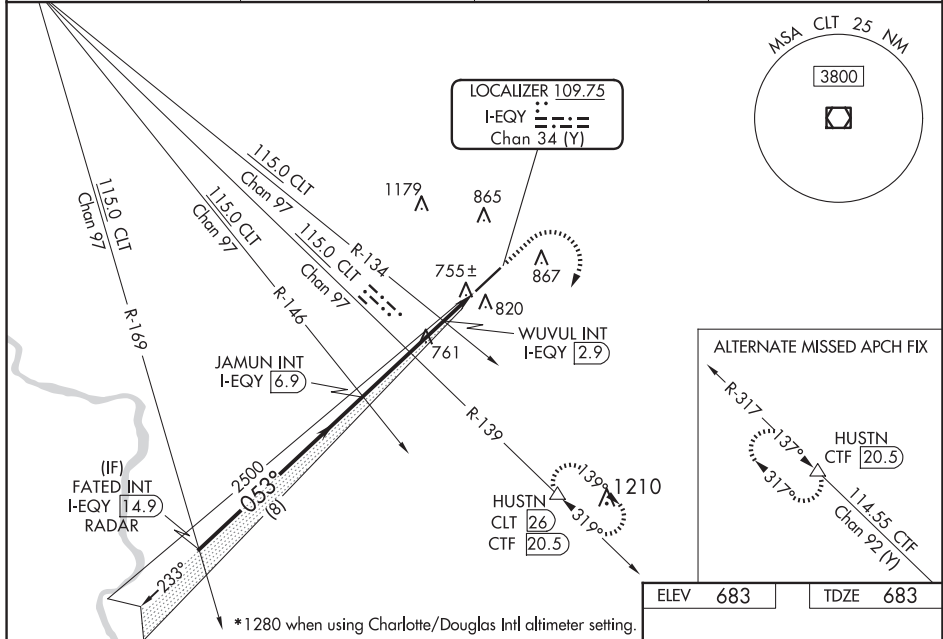 MSA CLT 25 NM
3800
LOCALIZER 109.75
I-EQY
Chan 34 (Y)
115.0 CLT
Chan 97
R-134
115.0 CLT
Chan 97
R-139
115.0 CLT
Chan 97
R-146
115.0 CLT
Chan 97
R-169
1179
865
867
755±
820
761
WUVUL INT
I-EQY 2.9
JAMUN INT
I-EQY 6.9
(IF)
FATED INT
I-EQY 14.9
RADAR
2500
053°
(8)
233°
HUSTN
CLT 26
CTF 20.5
139°
319°
1210
ALTERNATE MISSED APCH FIX
R-317
137°
317°
HUSTN
CTF 20.5
114.55 CTF
Chan 92 (Y)
*1280 when using Charlotte/Douglas Intl altimeter setting.
ELEV 683
TDZE 683